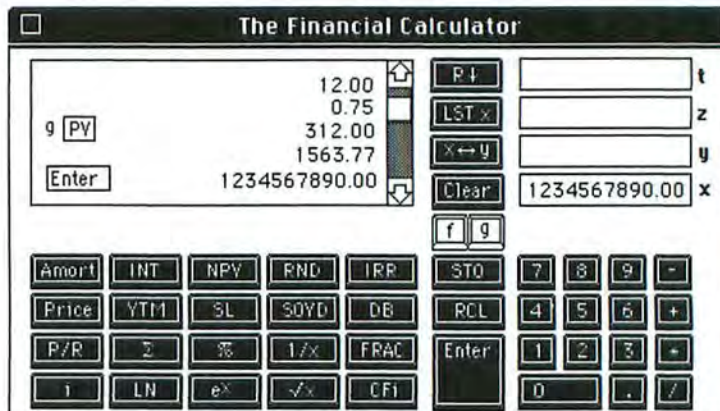 The Financial Calculator
12.00
0.75
g PV 312.00
1563.77
Enter 1234567890.00
R↓ t
LST x z
x↔y y
Clear 1234567890.00 x
f g
Amort INT NPV RND IRR STO 7 8 9 -
Price YTM SL SOYD DB RCL 4 5 6 +
P/R Σ % 1/x FRAC Enter 1 2 3 *
i LN e^x √x CFi 0 . /